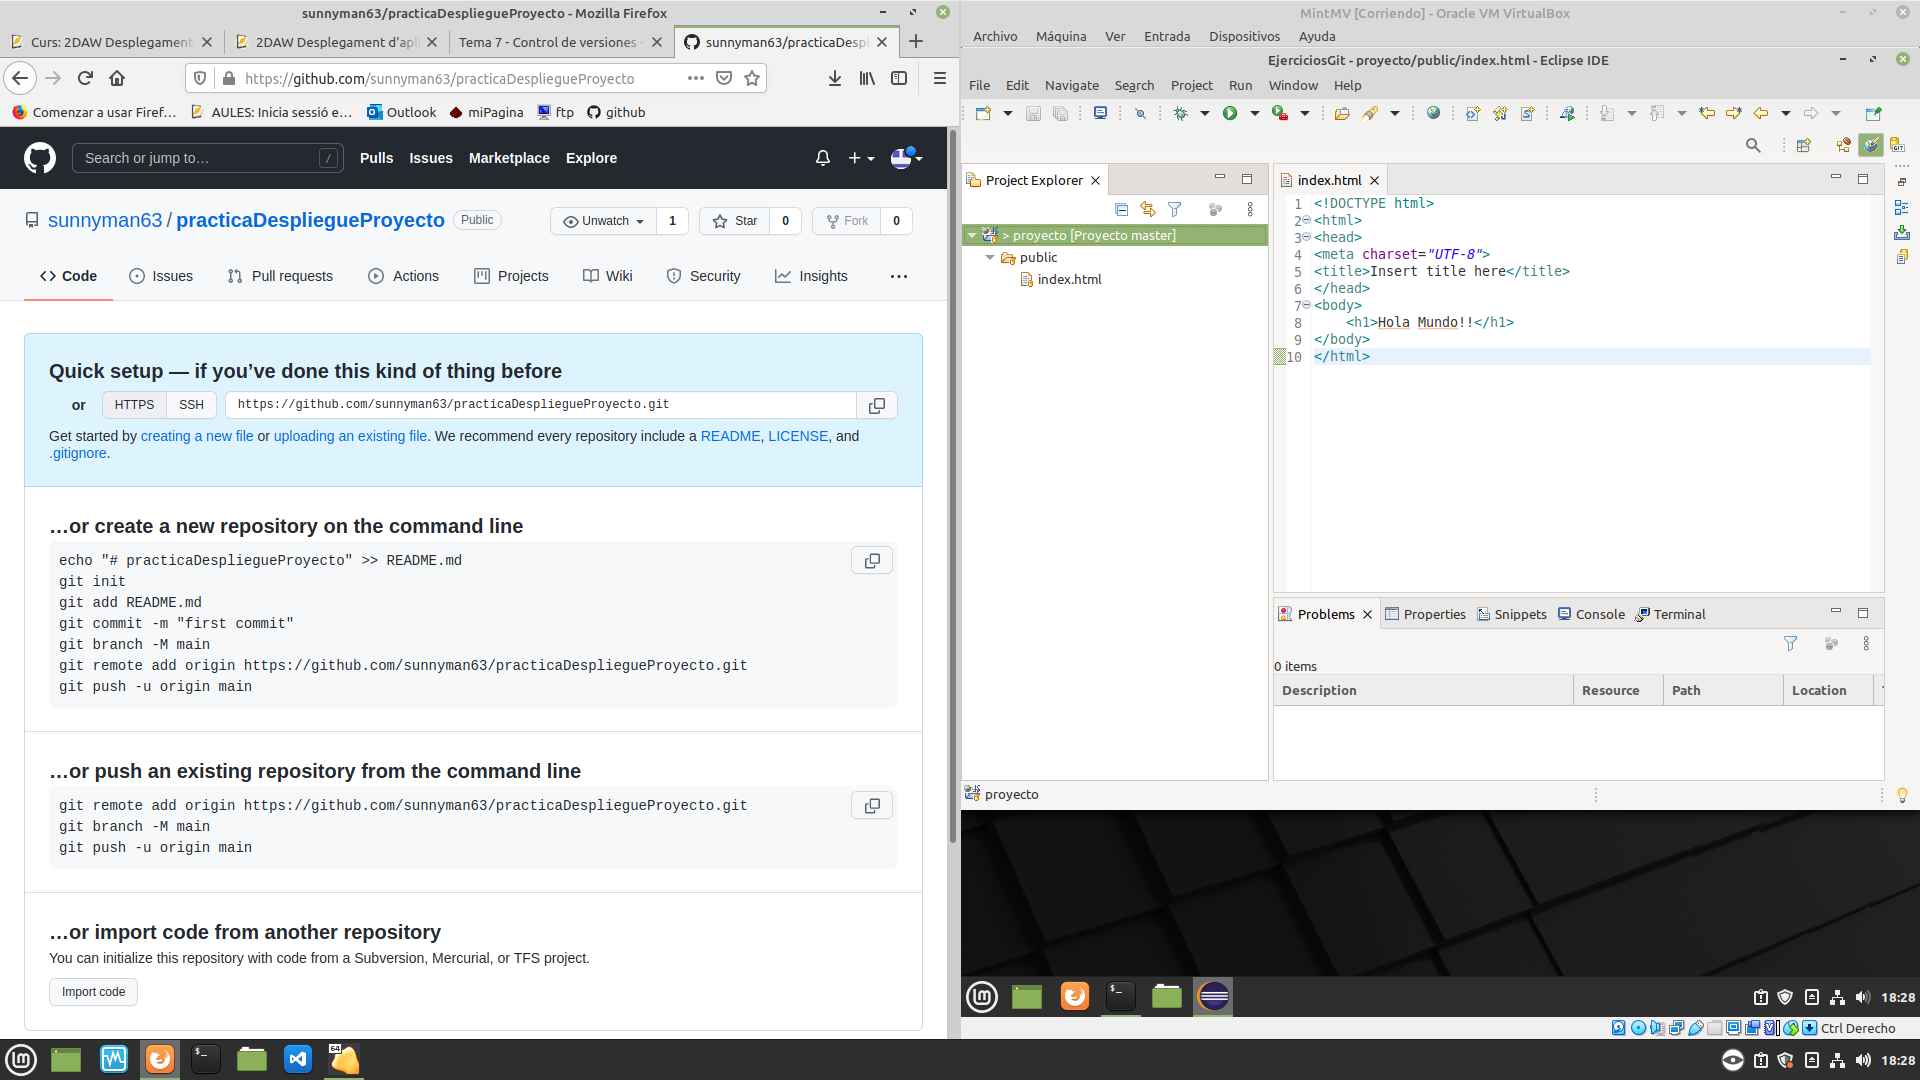 sunnyman63/practicaDespliegueProyecto - Mozilla Firefox
Curs: 2DAW Desplegament
2DAW Desplegament d'apl
Tema 7 - Control de versiones -
sunnyman63/practicaDesp
https://github.com/sunnyman63/practicaDespliegueProyecto
Comenzar a usar Firef…
AULES: Inicia sessió e…
Outlook
miPagina
ftp
github
Search or jump to…
/
Pulls
Issues
Marketplace
Explore
sunnyman63 / practicaDespliegueProyecto
Public
Unwatch
1
Star
0
Fork
0
Code
Issues
Pull requests
Actions
Projects
Wiki
Security
Insights
Quick setup — if you’ve done this kind of thing before
or
HTTPS
SSH
https://github.com/sunnyman63/practicaDespliegueProyecto.git
Get started by creating a new file or uploading an existing file. We recommend every repository include a README, LICENSE, and
.gitignore.
…or create a new repository on the command line
echo "# practicaDespliegueProyecto" >> README.md
git init
git add README.md
git commit -m "first commit"
git branch -M main
git remote add origin https://github.com/sunnyman63/practicaDespliegueProyecto.git
git push -u origin main
…or push an existing repository from the command line
git remote add origin https://github.com/sunnyman63/practicaDespliegueProyecto.git
git branch -M main
git push -u origin main
…or import code from another repository
You can initialize this repository with code from a Subversion, Mercurial, or TFS project.
Import code
MintMV [Corriendo] - Oracle VM VirtualBox
Archivo
Máquina
Ver
Entrada
Dispositivos
Ayuda
EjerciciosGit - proyecto/public/index.html - Eclipse IDE
File
Edit
Navigate
Search
Project
Run
Window
Help
GIT
Project Explorer
> proyecto [Proyecto master]
public
index.html
index.html
1 <!DOCTYPE html>
2 <html>
3 <head>
4 <meta charset="UTF-8">
5 <title>Insert title here</title>
6 </head>
7 <body>
8 <h1>Hola Mundo!!</h1>
9 </body>
10 </html>
Problems
Properties
Snippets
Console
Terminal
0 items
Description
Resource
Path
Location
proyecto
18:28
Ctrl Derecho
64
18:28